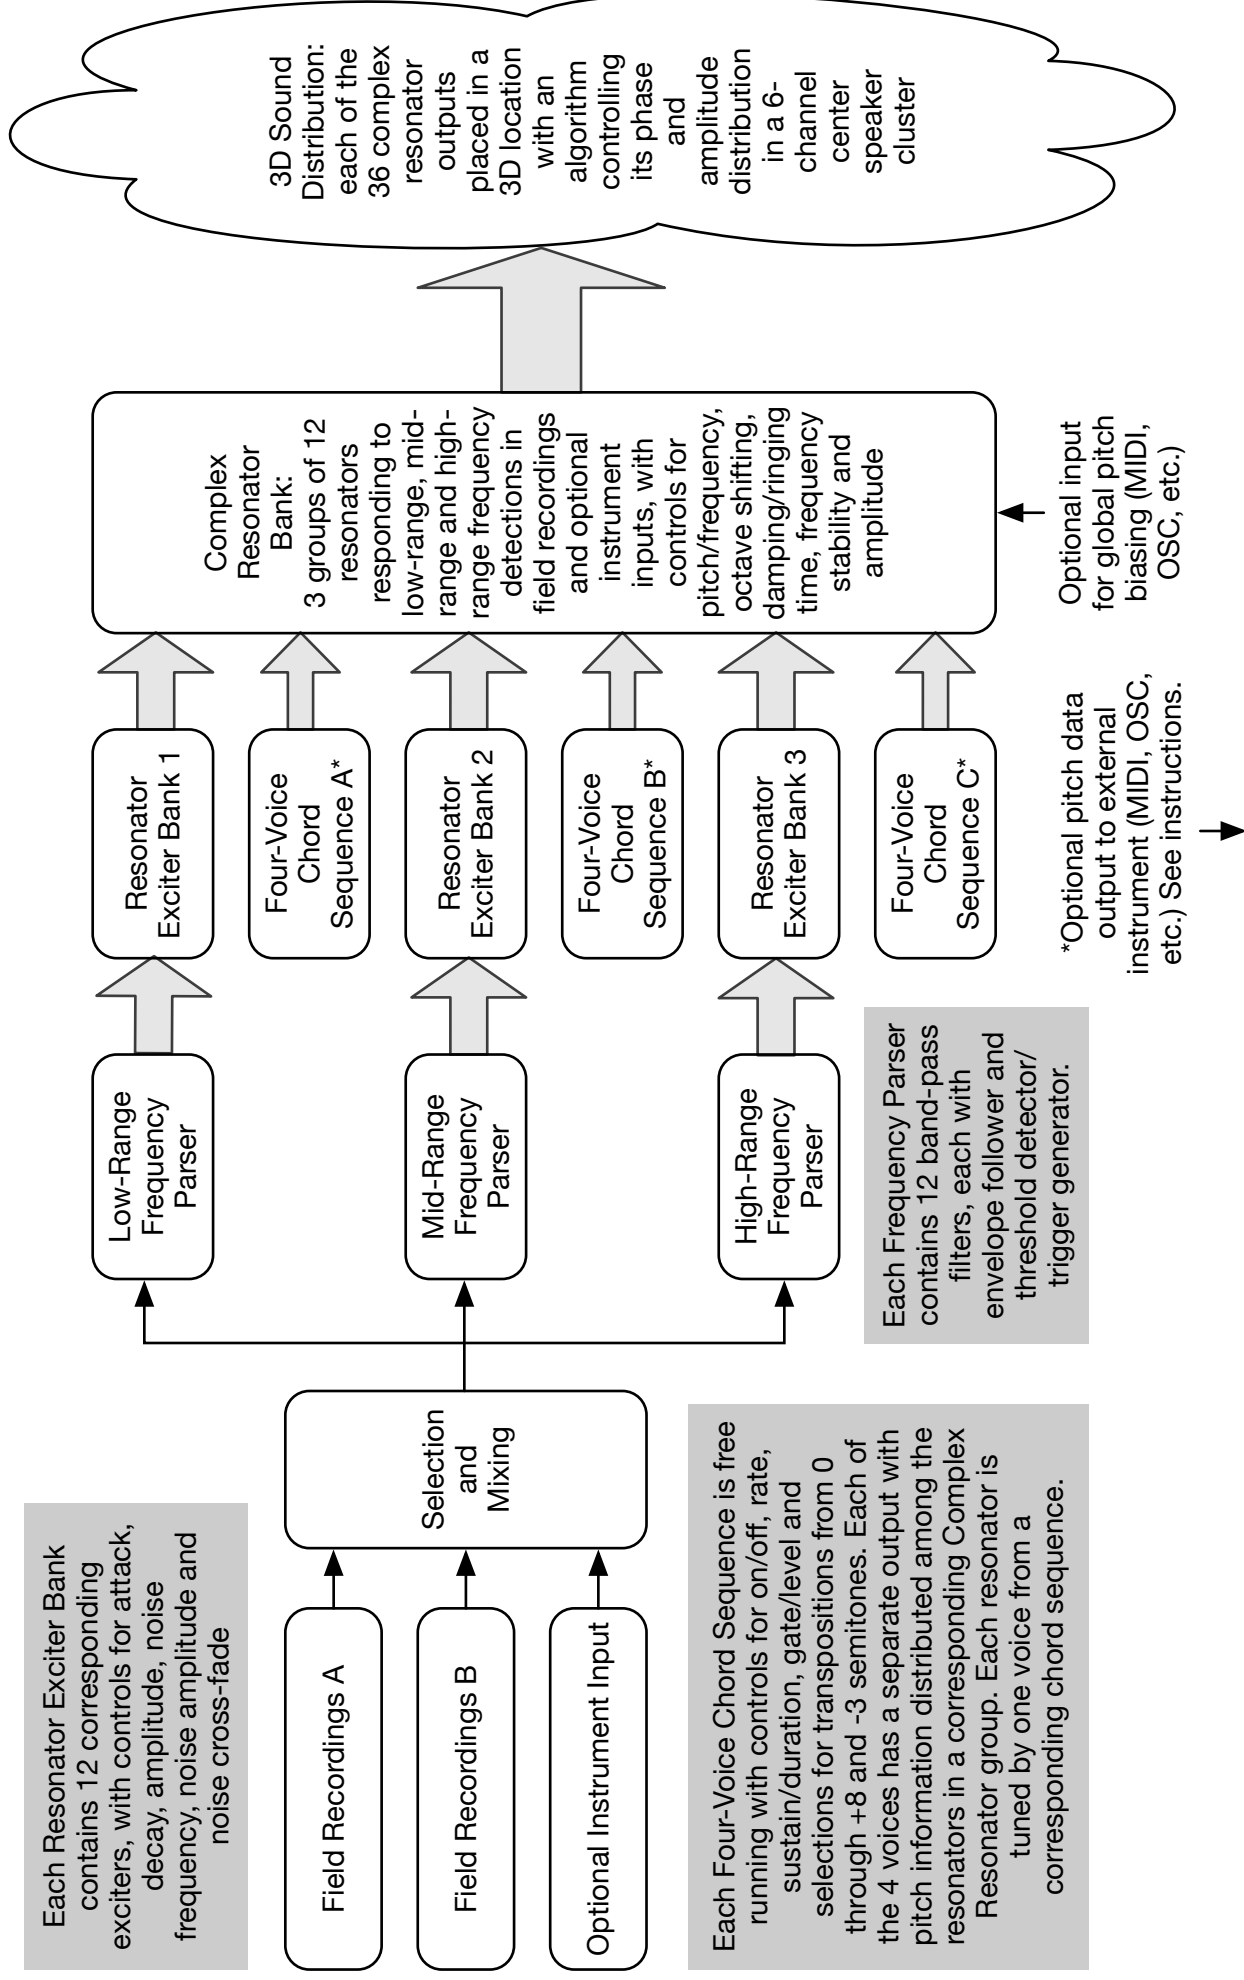 Each Resonator Exciter Bank
contains 12 corresponding
exciters, with controls for attack,
decay, amplitude, noise
frequency, noise amplitude and
noise cross-fade
Field Recordings A
Field Recordings B
Optional Instrument Input
Selection
and
Mixing
Each Four-Voice Chord Sequence is free
running with controls for on/off, rate,
sustain/duration, gate/level and
selections for transpositions from 0
through +8 and -3 semitones. Each of
the 4 voices has a separate output with
pitch information distributed among the
resonators in a corresponding Complex
Resonator group. Each resonator is
tuned by one voice from a
corresponding chord sequence.
Low-Range
Frequency
Parser
Mid-Range
Frequency
Parser
High-Range
Frequency
Parser
Each Frequency Parser
contains 12 band-pass
filters, each with
envelope follower and
threshold detector/
trigger generator.
Resonator
Exciter Bank 1
Four-Voice
Chord
Sequence A*
Resonator
Exciter Bank 2
Four-Voice
Chord
Sequence B*
Resonator
Exciter Bank 3
Four-Voice
Chord
Sequence C*
*Optional pitch data
output to external
instrument (MIDI, OSC,
etc.) See instructions.
Complex
Resonator
Bank:
3 groups of 12
resonators
responding to
low-range, mid-
range and high-
range frequency
detections in
field recordings
and optional
instrument
inputs, with
controls for
pitch/frequency,
octave shifting,
damping/ringing
time, frequency
stability and
amplitude
Optional input
for global pitch
biasing (MIDI,
OSC, etc.)
3D Sound
Distribution:
each of the
36 complex
resonator
outputs
placed in a
3D location
with an
algorithm
controlling
its phase
and
amplitude
distribution
in a 6-
channel
center
speaker
cluster